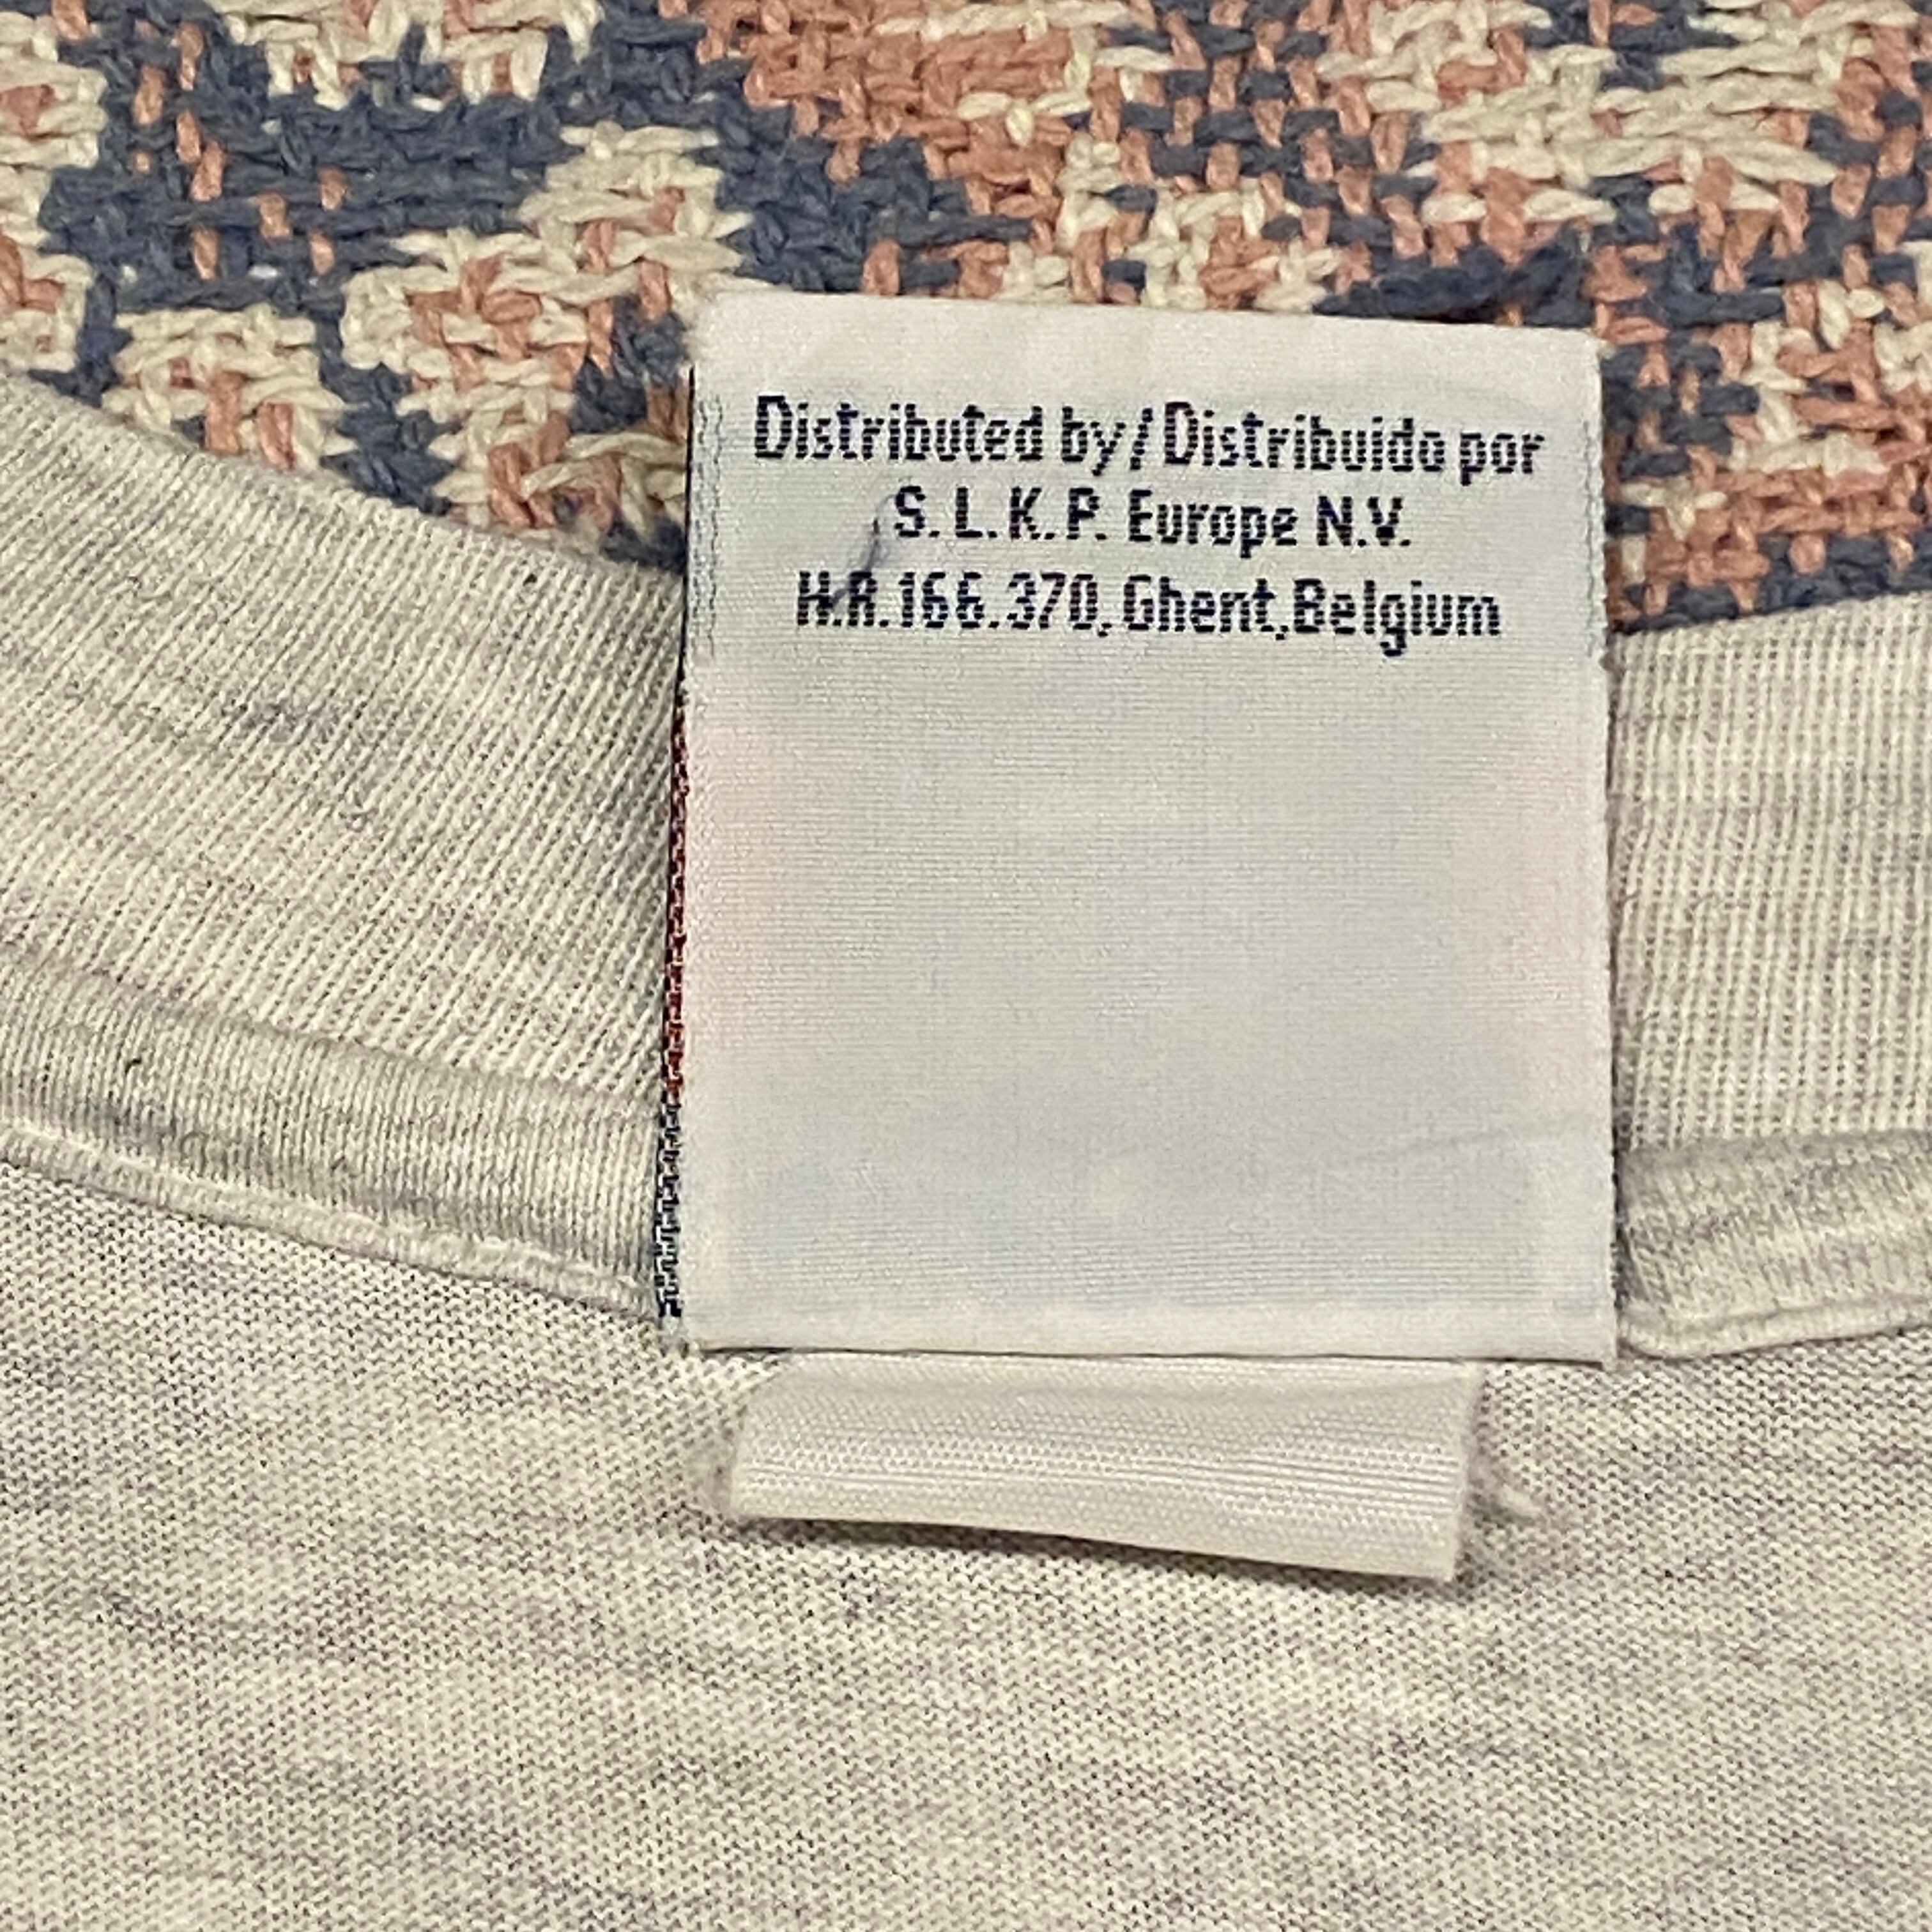 Distributed by/Distribuido por
S.L.K.P. Europe N.V.
H.R.166.370, Ghent, Belgium